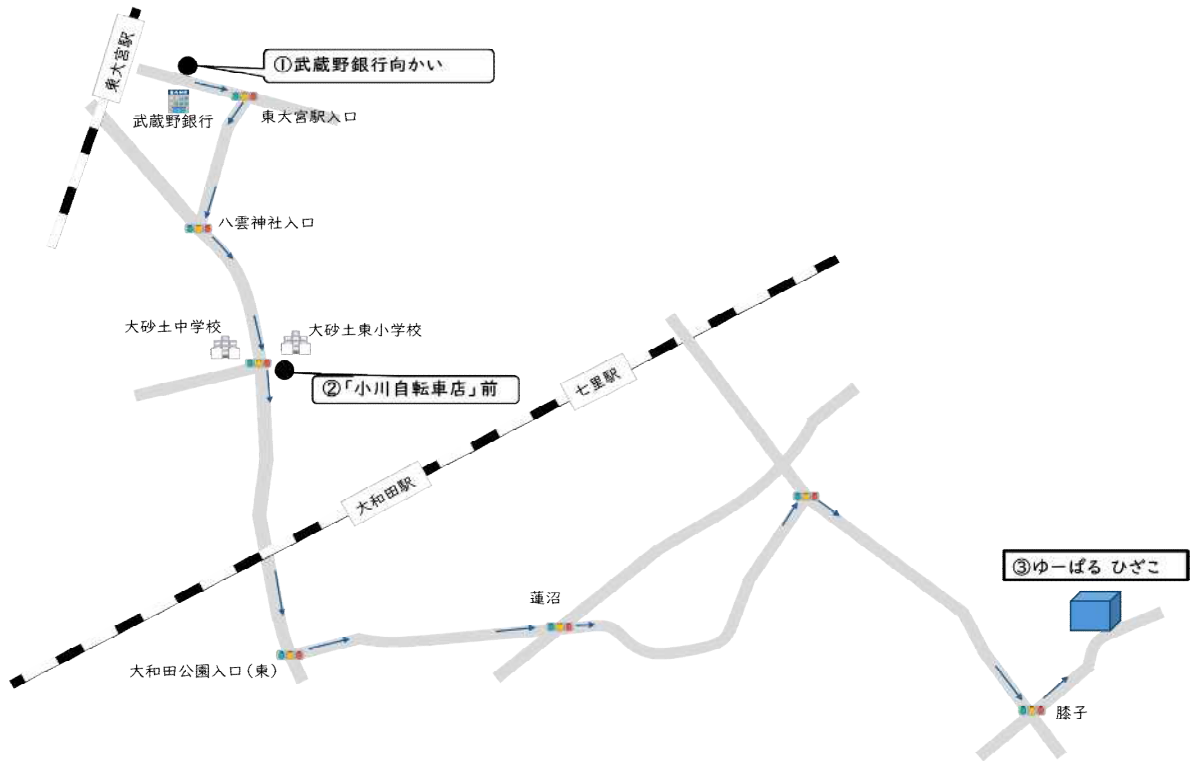 東大宮駅
①武蔵野銀行向かい
武蔵野銀行
東大宮駅入口
八雲神社入口
大砂土中学校
大砂土東小学校
②「小川自転車店」前
七里駅
大和田駅
③ゆーぱる ひざこ
蓮沼
大和田公園入口(東)
膝子